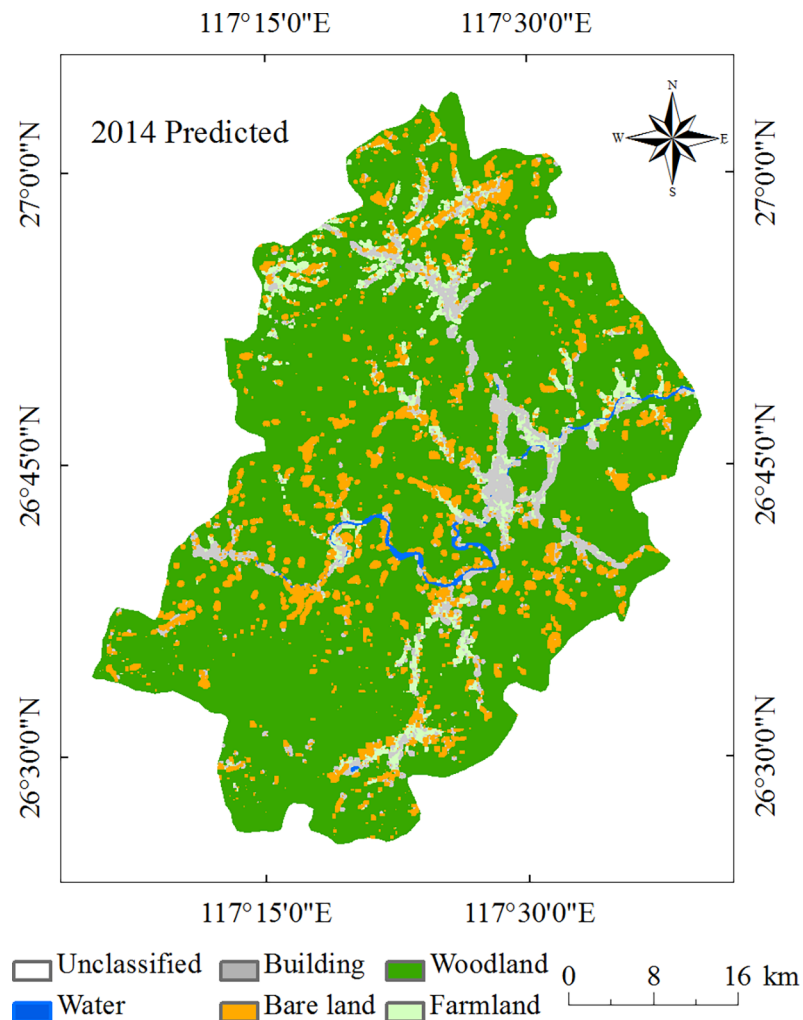 117°15'0"E 117°30'0"E
2014 Predicted
N
W E
S
27°0'0"N 27°0'0"N
26°45'0"N 26°45'0"N
26°30'0"N 26°30'0"N
117°15'0"E 117°30'0"E
Unclassified Building Woodland
0 8 16 km
Water Bare land Farmland